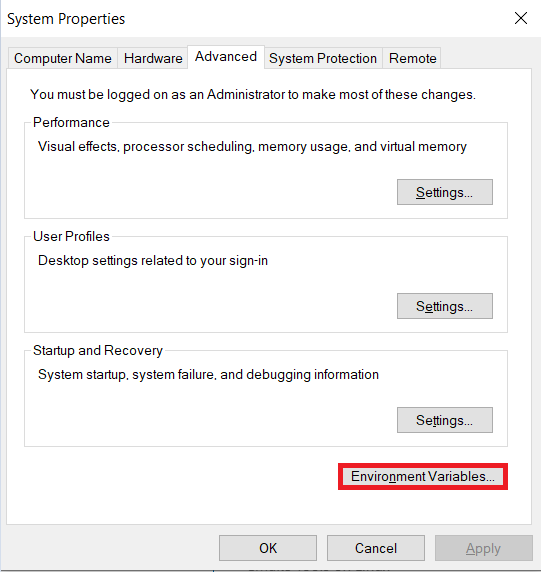 System Properties
Computer Name Hardware Advanced System Protection Remote
You must be logged on as an Administrator to make most of these changes.
Performance
Visual effects, processor scheduling, memory usage, and virtual memory
Settings...
User Profiles
Desktop settings related to your sign-in
Settings...
Startup and Recovery
System startup, system failure, and debugging information
Settings...
Environment Variables...
OK Cancel Apply